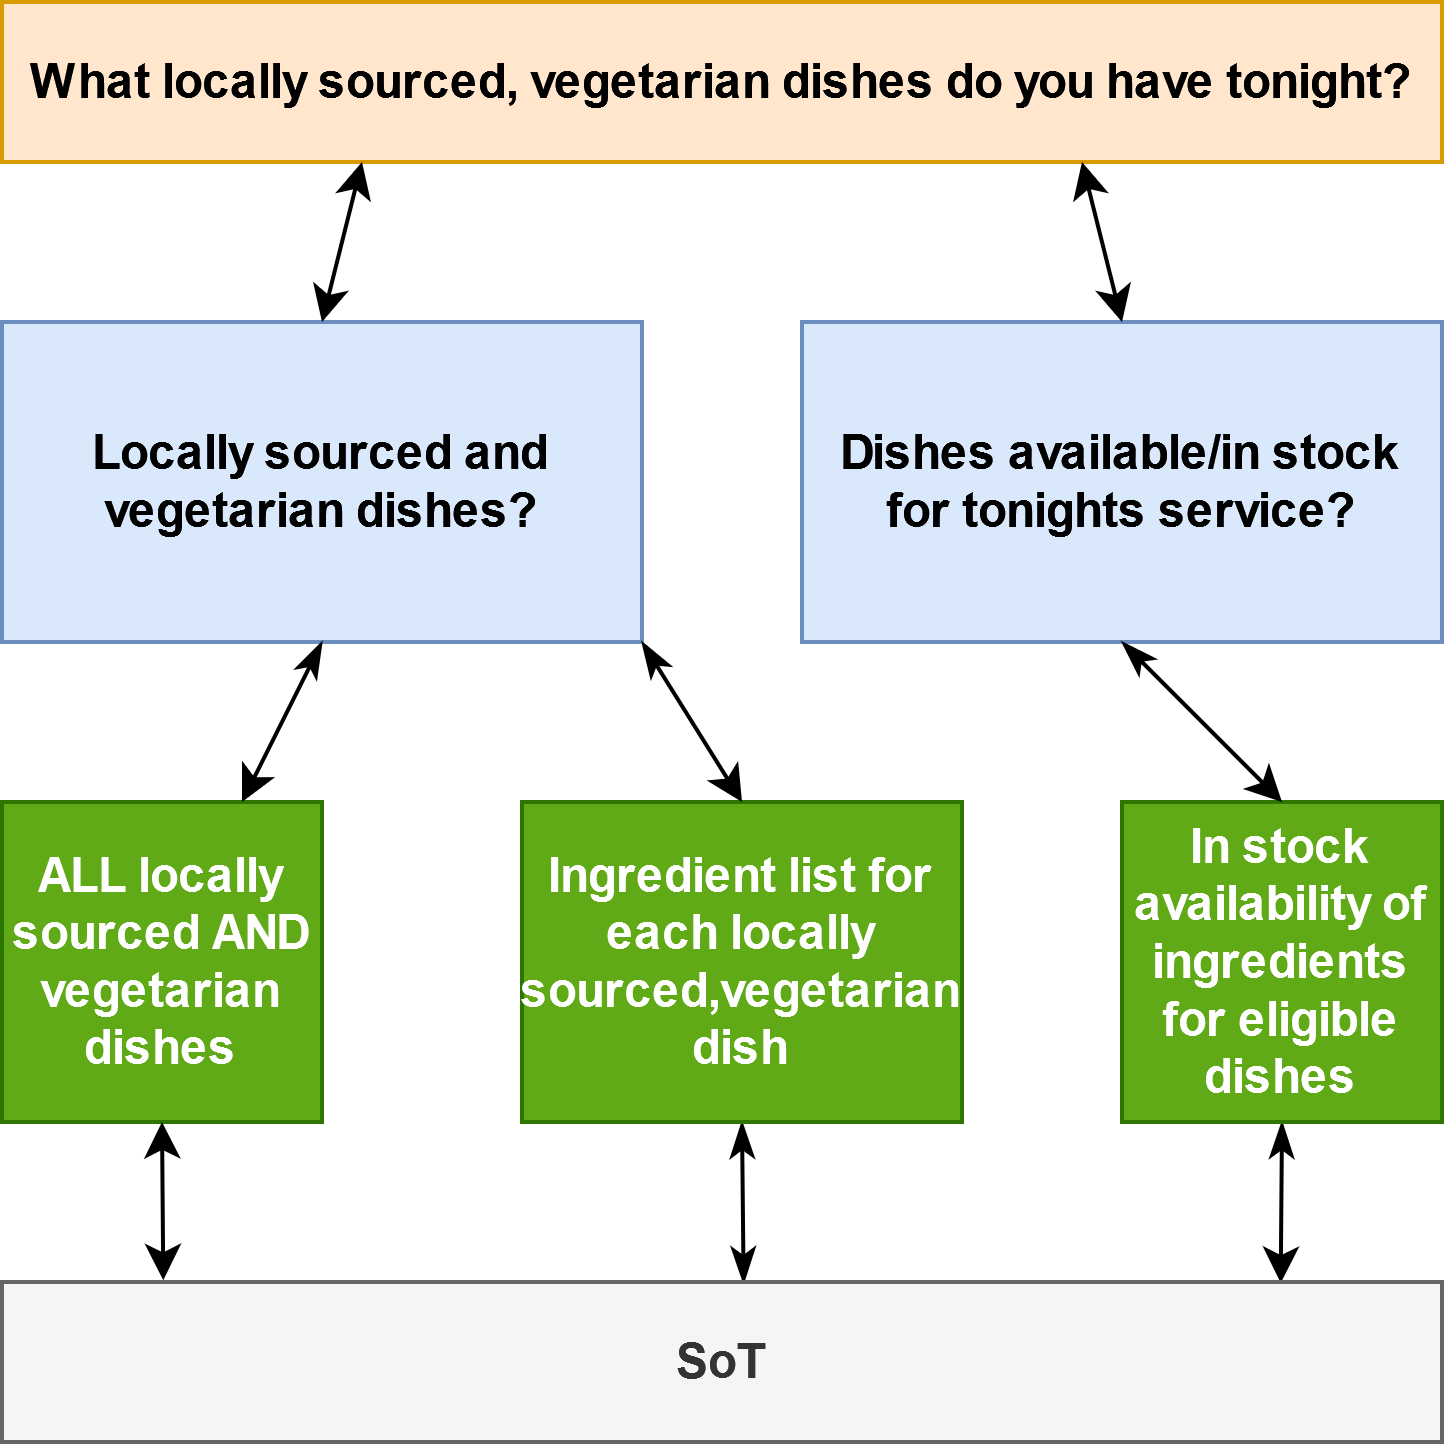 What locally sourced, vegetarian dishes do you have tonight?
Locally sourced and
vegetarian dishes?
Dishes available/in stock
for tonights service?
ALL locally
sourced AND
vegetarian
dishes
Ingredient list for
each locally
sourced,vegetarian
dish
In stock
availability of
ingredients
for eligible
dishes
SoT